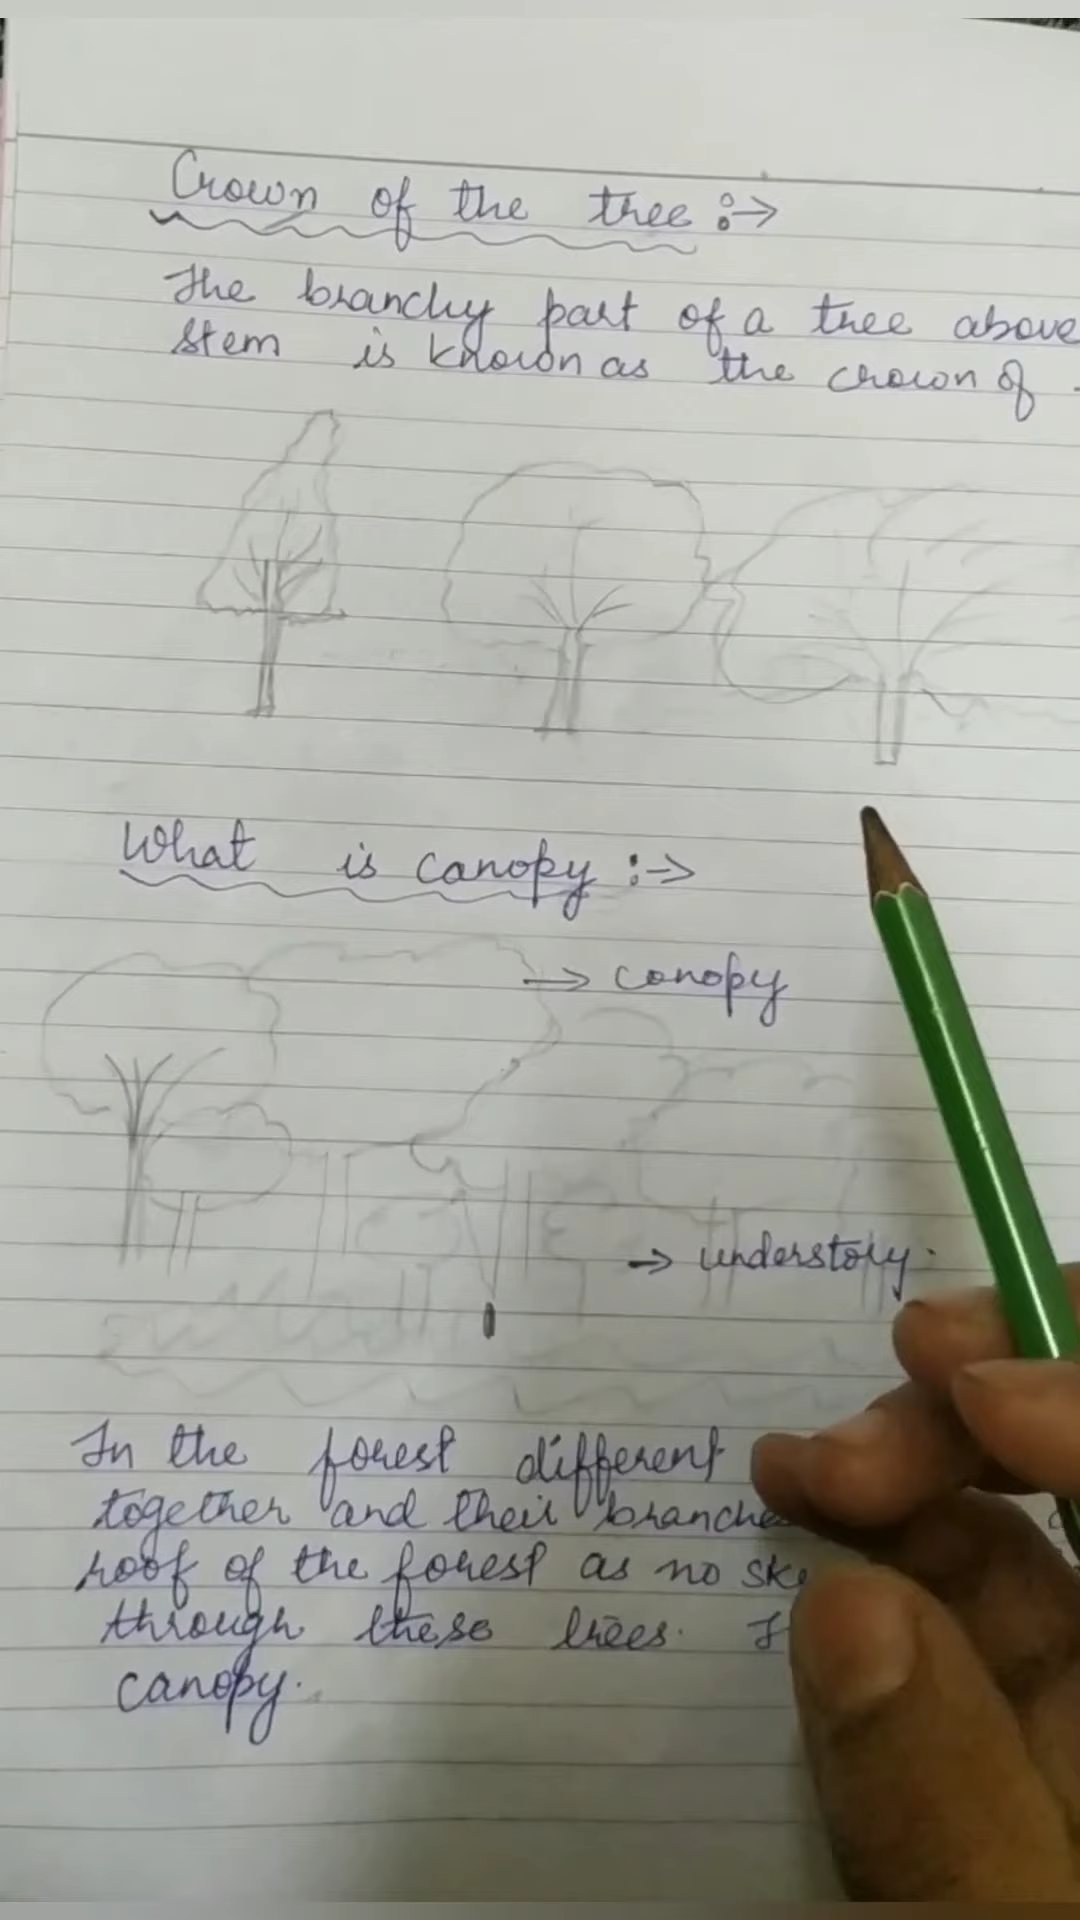 Crown of the tree :→
The branchy part of a tree above
stem is known as the crown of
What is canopy :→
→ canopy
→ understory.
In the forest different
together and their branche
roof of the forest as no sk
through these trees.
canopy.